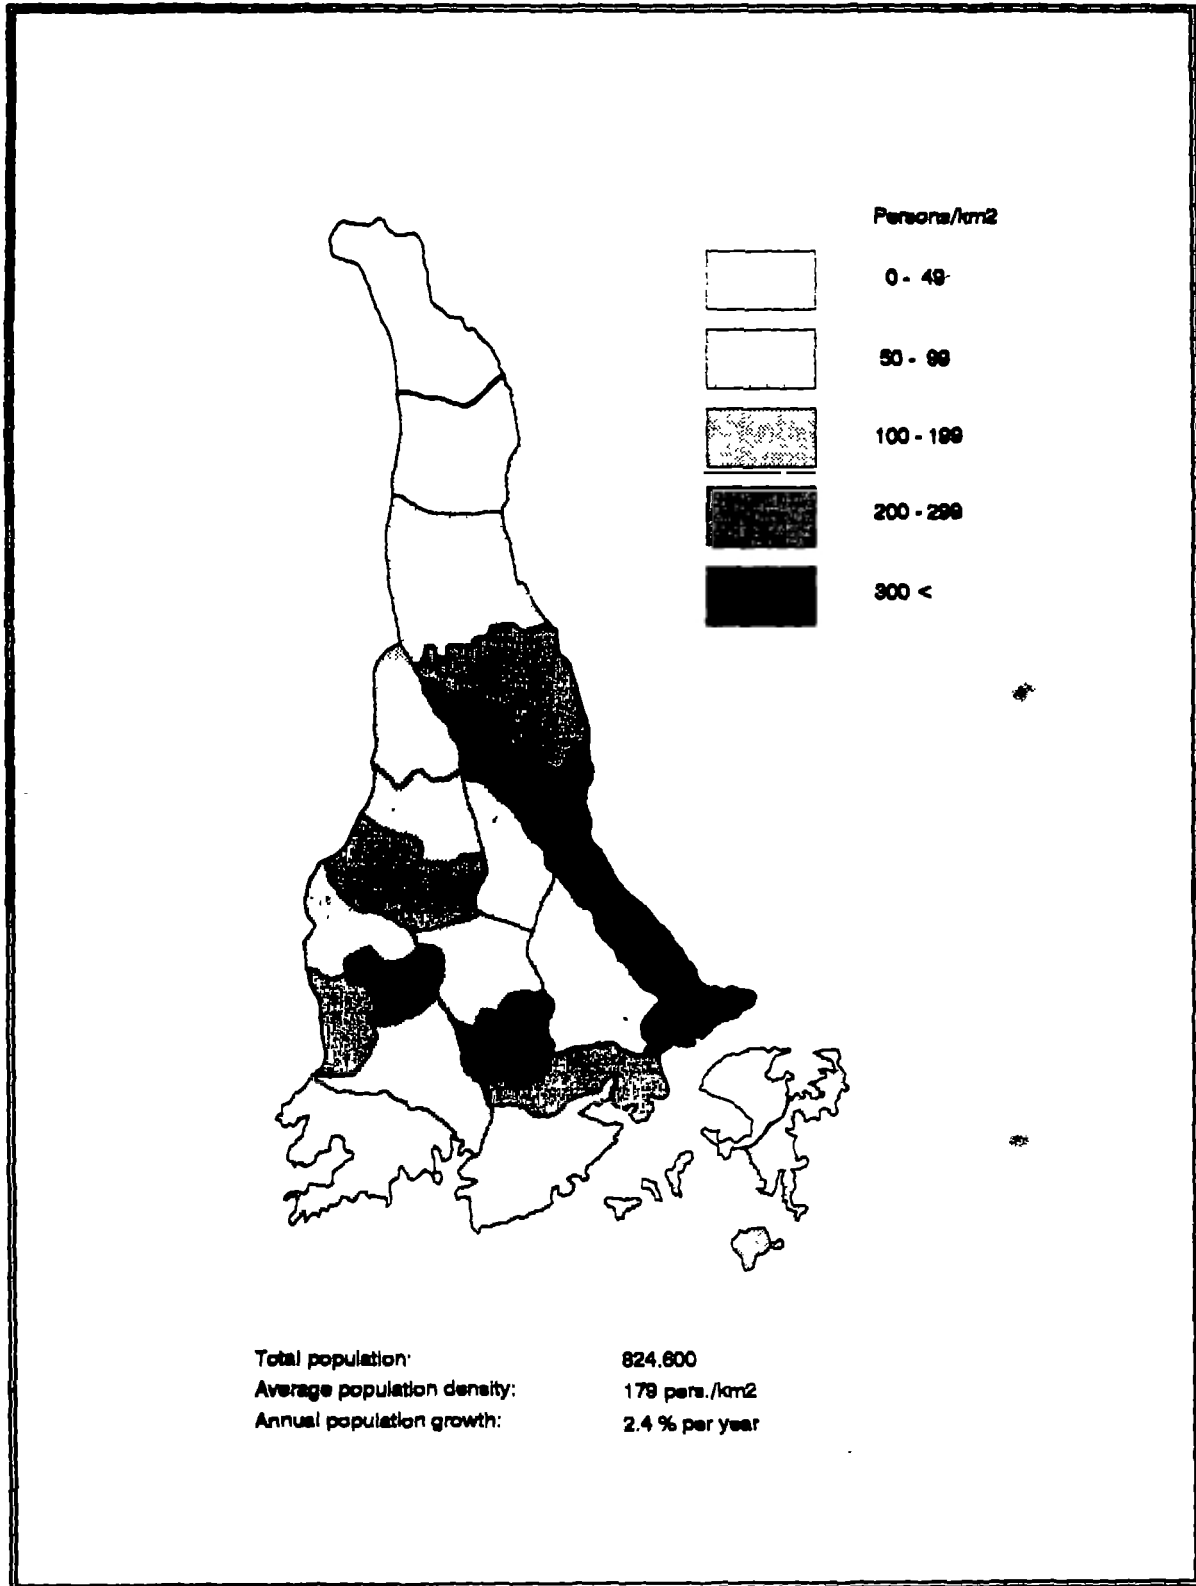 Persons/km2
0 - 49
50 - 99
100 - 199
200 - 299
300 <
Total population: 824.600
Average population density: 179 pers./km2
Annual population growth: 2.4 % per year